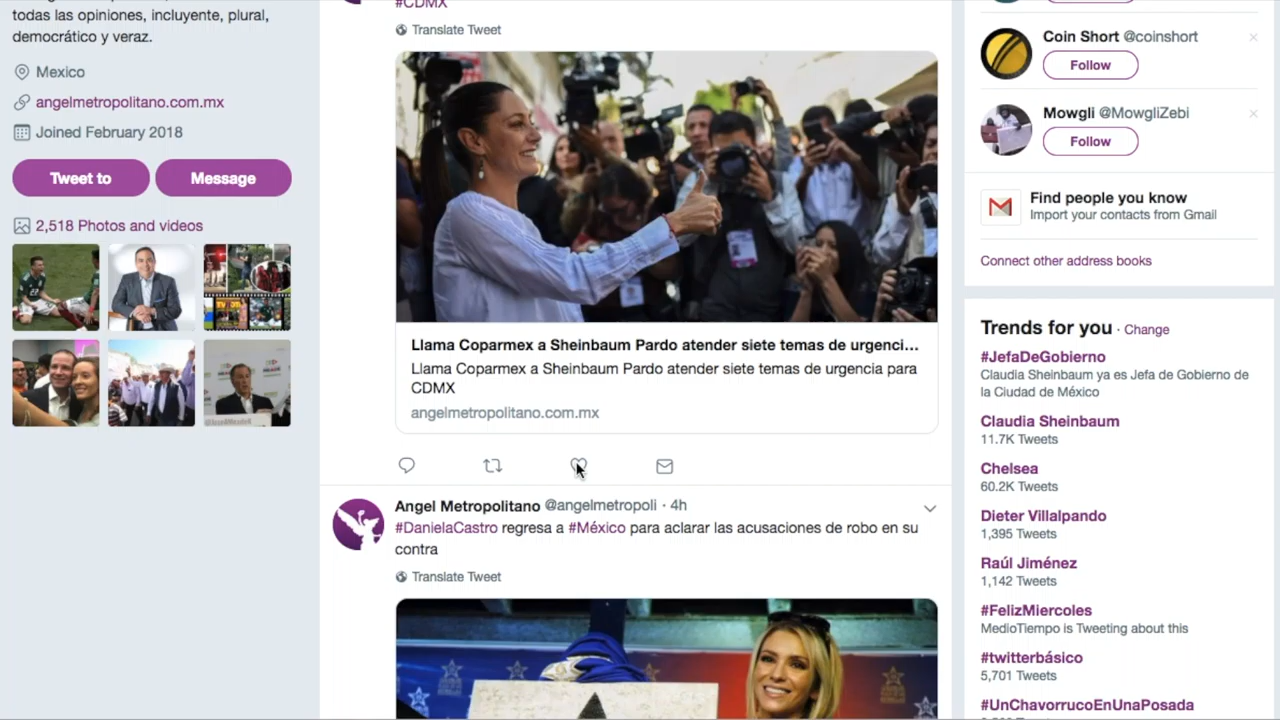 todas las opiniones, incluyente, plural,
democrático y veraz.
Mexico
angelmetropolitano.com.mx
Joined February 2018
Tweet to
Message
2,518 Photos and videos
#CDMX
Translate Tweet
Llama Coparmex a Sheinbaum Pardo atender siete temas de urgenci...
Llama Coparmex a Sheinbaum Pardo atender siete temas de urgencia para
CDMX
angelmetropolitano.com.mx
Angel Metropolitano @angelmetropoli · 4h
#DanielaCastro regresa a #México para aclarar las acusaciones de robo en su
contra
Translate Tweet
Follow
Coin Short @coinshort
Follow
Mowgli @MowgliZebi
Follow
Find people you know
Import your contacts from Gmail
Connect other address books
Trends for you · Change
#JefaDeGobierno
Claudia Sheinbaum ya es Jefa de Gobierno de
la Ciudad de México
Claudia Sheinbaum
11.7K Tweets
Chelsea
60.2K Tweets
Dieter Villalpando
1,395 Tweets
Raúl Jiménez
1,142 Tweets
#FelizMiercoles
MedioTiempo is Tweeting about this
#twitterbásico
5,701 Tweets
#UnChavorrucoEnUnaPosada